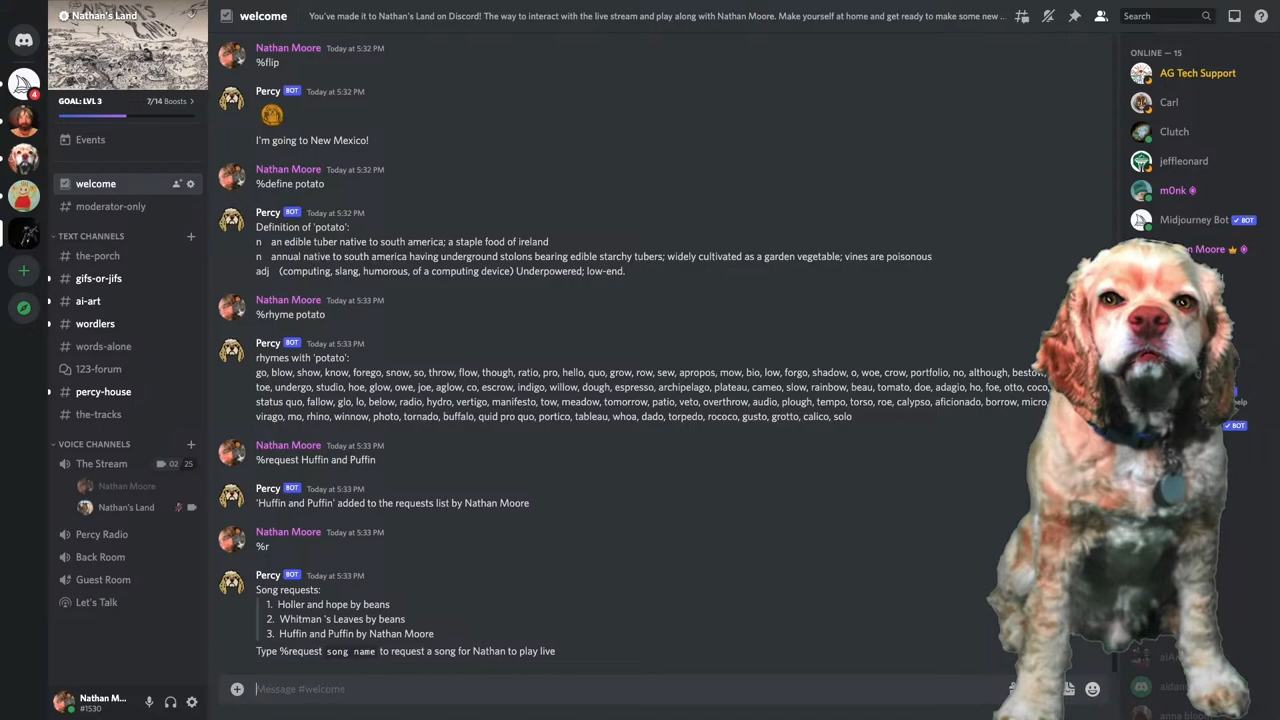 Nathan's Land
GOAL: LVL 3
7/14 Boosts
Events
welcome
moderator-only
TEXT CHANNELS
the-porch
gifs-or-jifs
ai-art
wordlers
words-alone
123-forum
percy-house
the-tracks
VOICE CHANNELS
The Stream 02 25
Nathan Moore
Nathan's Land
Percy Radio
Back Room
Guest Room
Let's Talk
Nathan M...
#1530
4
welcome You've made it to Nathan's Land on Discord! The way to interact with the live stream and play along with Nathan Moore. Make yourself at home and get ready to make some new ...
Search
Nathan Moore Today at 5:32 PM
%flip
Percy BOT Today at 5:32 PM
I'm going to New Mexico!
Nathan Moore Today at 5:32 PM
%define potato
Percy BOT Today at 5:32 PM
Definition of 'potato':
n an edible tuber native to south america; a staple food of ireland
n annual native to south america having underground stolons bearing edible starchy tubers; widely cultivated as a garden vegetable; vines are poisonous
adj (computing, slang, humorous, of a computing device) Underpowered; low-end.
Nathan Moore Today at 5:33 PM
%rhyme potato
Percy BOT Today at 5:33 PM
rhymes with 'potato':
go, blow, show, know, forego, snow, so, throw, flow, though, ratio, pro, hello, quo, grow, row, sew, apropos, mow, bio, low, forgo, shadow, o, woe, crow, portfolio, no, although, bestow,
toe, undergo, studio, hoe, glow, owe, joe, aglow, co, escrow, indigo, willow, dough, espresso, archipelago, plateau, cameo, slow, rainbow, beau, tomato, doe, adagio, ho, foe, otto, coco,
status quo, fallow, glo, lo, below, radio, hydro, vertigo, manifesto, tow, meadow, tomorrow, patio, veto, overthrow, audio, plough, tempo, torso, roe, calypso, aficionado, borrow, micro,
virago, mo, rhino, winnow, photo, tornado, buffalo, quid pro quo, portico, tableau, whoa, dado, torpedo, rococo, gusto, grotto, calico, solo
Nathan Moore Today at 5:33 PM
%request Huffin and Puffin
Percy BOT Today at 5:33 PM
'Huffin and Puffin' added to the requests list by Nathan Moore
Nathan Moore Today at 5:33 PM
%r
Percy BOT Today at 5:33 PM
Song requests:
1. Holler and hope by beans
2. Whitman 's Leaves by beans
3. Huffin and Puffin by Nathan Moore
Type %request song name to request a song for Nathan to play live
Message #welcome
ONLINE — 15
AG Tech Support
Carl
Clutch
jeffleonard
m0nk
Midjourney Bot BOT
Moore
help
BOT